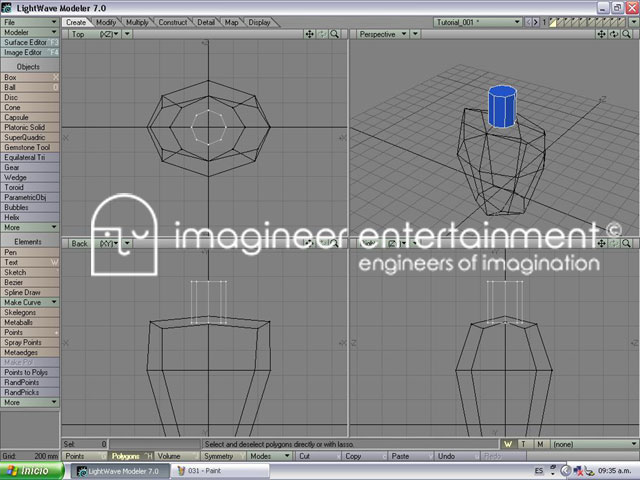 LightWave Modeler 7.0
File
Create Modify Multiply Construct Detail Map Display
Tutorial_001 *
1
Modeler
Surface Editor
Image Editor
Objects
Box X
Ball
Disc
Cone
Capsule
Platonic Solid
SuperQuadric
Gemstone Tool
Equilateral Tri
Gear
Wedge
Toroid
ParametricObj
Bubbles
Helix
More
Elements
Pen
Text W
Sketch
Bezier
Spline Draw
Make Curve
Skelegons
Metaballs
Points
Spray Points
Metaedges
Make Pol
Points to Polys
RandPoints
RandPricks
More
Top (XZ)
Perspective
Back (XY)
imagineer entertainment©
engineers of imagination
Sel: 0
Select and deselect polygons directly or with lasso.
W T M (none)
Grid: 200 mm
Points Polygons Volume Symmetry Modes Cut Copy Paste Undo Redo
Inicio
LightWave Modeler 7.0
031 - Paint
ES
09:35 a.m.